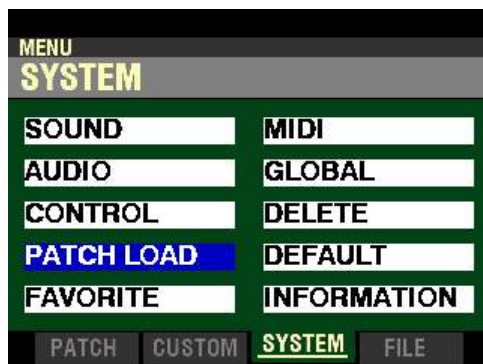 MENU
SYSTEM
SOUND MIDI
AUDIO GLOBAL
CONTROL DELETE
PATCH LOAD DEFAULT
FAVORITE INFORMATION
PATCH CUSTOM SYSTEM FILE